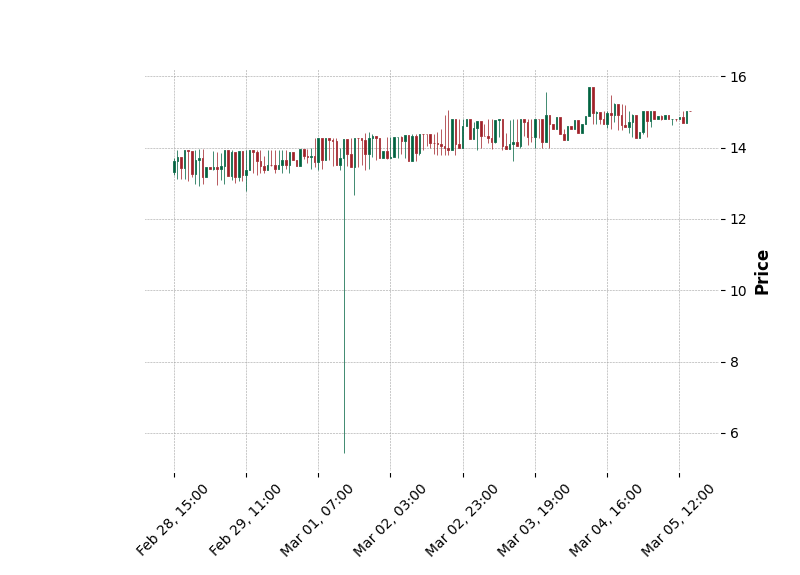 16
14
12
10
8
6
Price
Feb 28, 15:00
Feb 29, 11:00
Mar 01, 07:00
Mar 02, 03:00
Mar 02, 23:00
Mar 03, 19:00
Mar 04, 16:00
Mar 05, 12:00